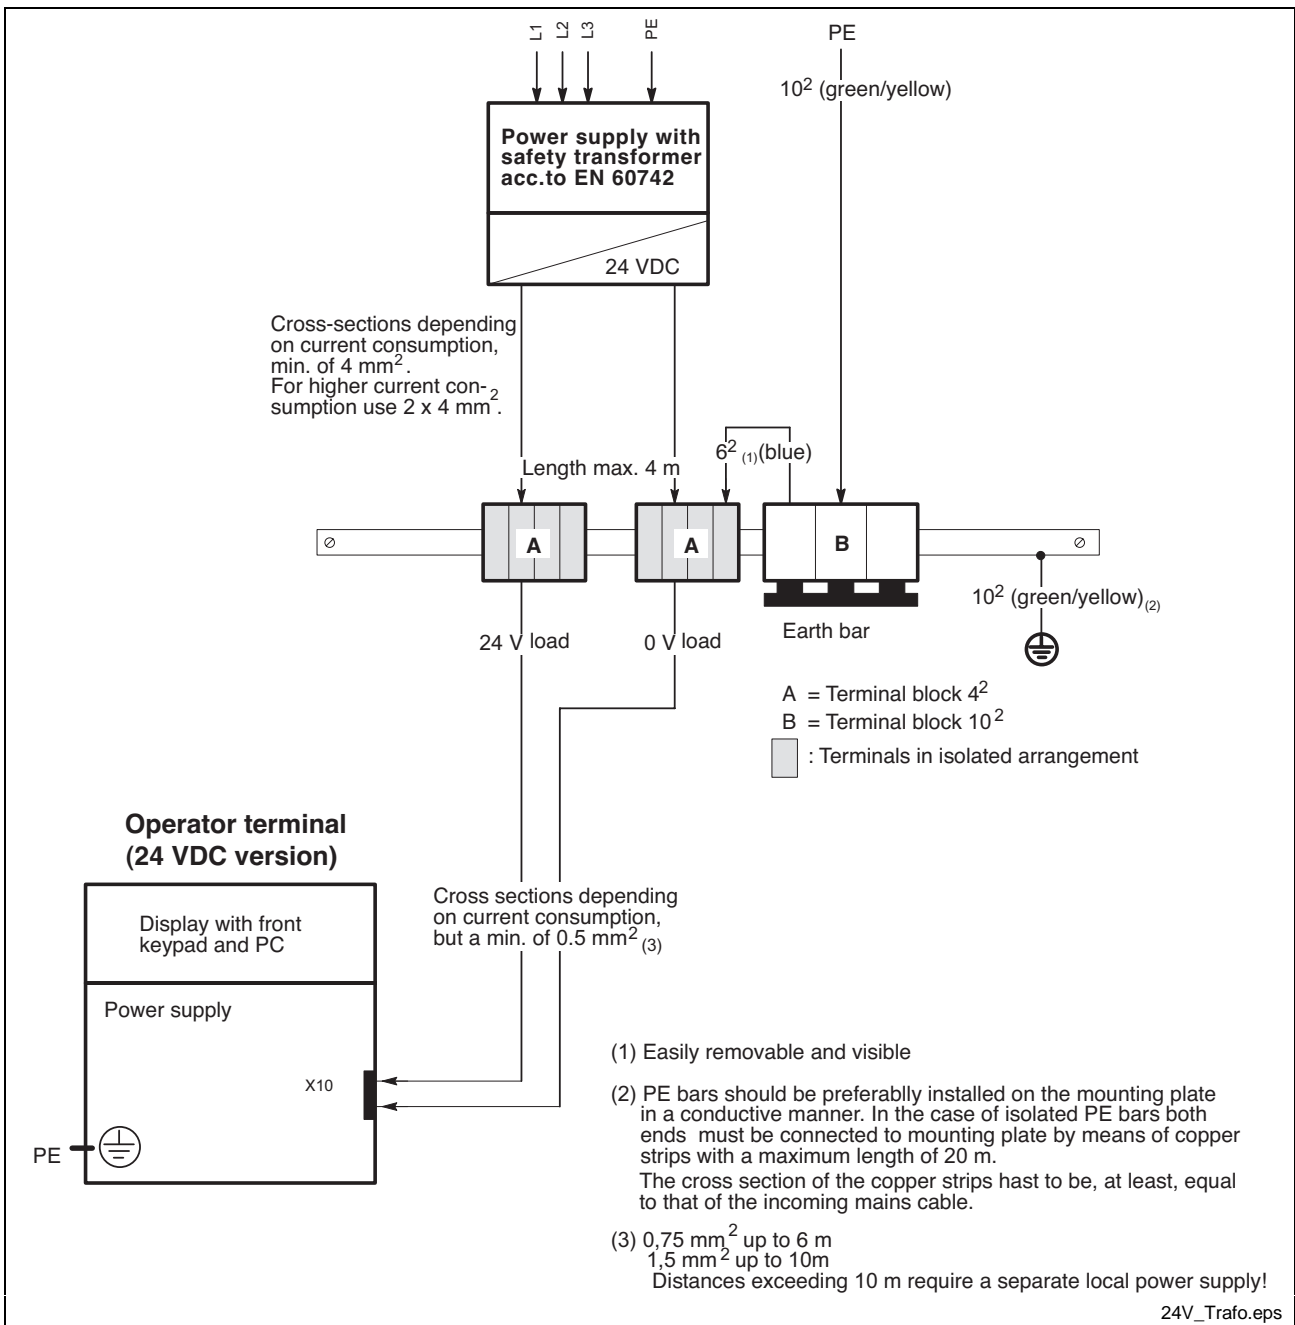 L1 L2 L3 PE
PE
10² (green/yellow)
Power supply with
safety transformer
acc.to EN 60742
24 VDC
Cross-sections depending
on current consumption,
min. of 4 mm².
For higher current con-
sumption use 2 x 4 mm².
Length max. 4 m
6² (1)(blue)
A
A
B
10² (green/yellow)(2)
Earth bar
24 V load
0 V load
A = Terminal block 4²
B = Terminal block 10²
: Terminals in isolated arrangement
Operator terminal
(24 VDC version)
Display with front
keypad and PC
Power supply
X10
PE
Cross sections depending
on current consumption,
but a min. of 0.5 mm² (3)
(1) Easily removable and visible
(2) PE bars should be preferablly installed on the mounting plate
in a conductive manner. In the case of isolated PE bars both
ends must be connected to mounting plate by means of copper
strips with a maximum length of 20 m.
The cross section of the copper strips hast to be, at least, equal
to that of the incoming mains cable.
(3) 0,75 mm² up to 6 m
1,5 mm² up to 10m
Distances exceeding 10 m require a separate local power supply!
24V_Trafo.eps